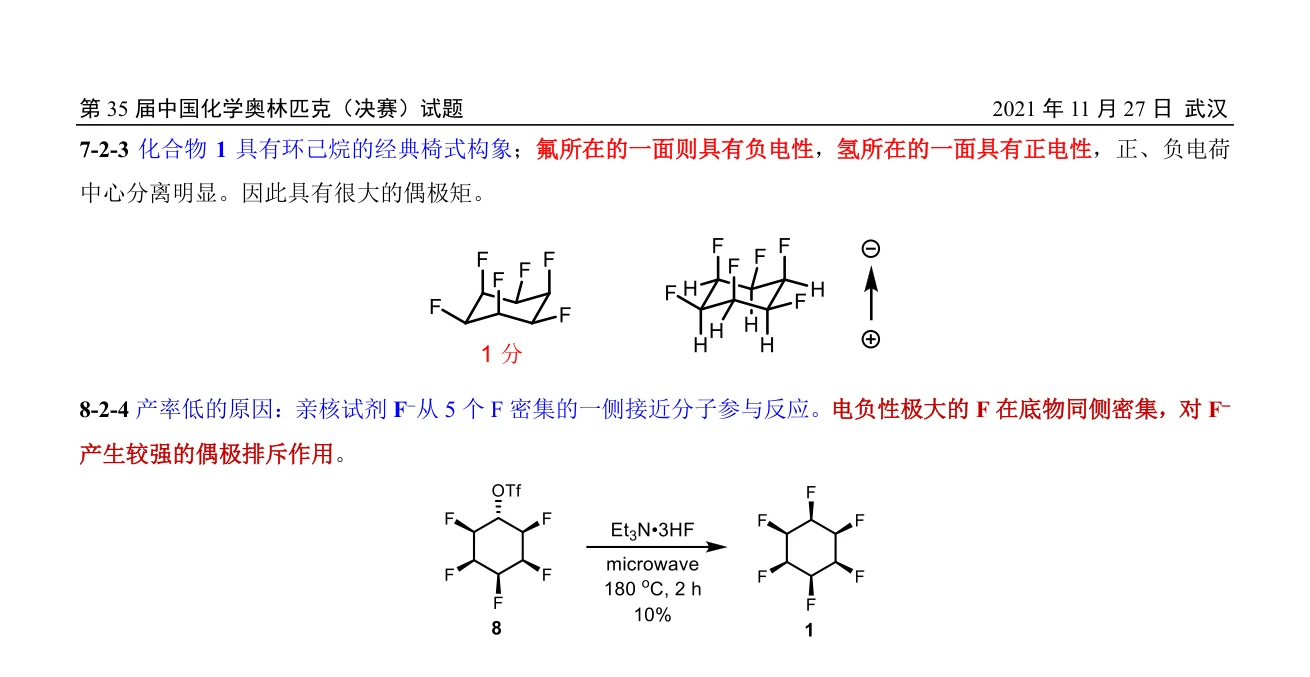 第 35 届中国化学奥林匹克（决赛）试题 2021 年 11 月 27 日 武汉
7-2-3 化合物 1 具有环己烷的经典椅式构象；氟所在的一面则具有负电性，氢所在的一面具有正电性，正、负电荷
中心分离明显。因此具有很大的偶极矩。
F F F F F F
F F F F H H F F H H H H
⊖
⊕
1 分
8-2-4 产率低的原因：亲核试剂 F⁻从 5 个 F 密集的一侧接近分子参与反应。电负性极大的 F 在底物同侧密集，对 F⁻
产生较强的偶极排斥作用。
OTf
F F F F F
8
Et₃N•3HF
microwave
180 ºC, 2 h
10%
F F F F F F
1